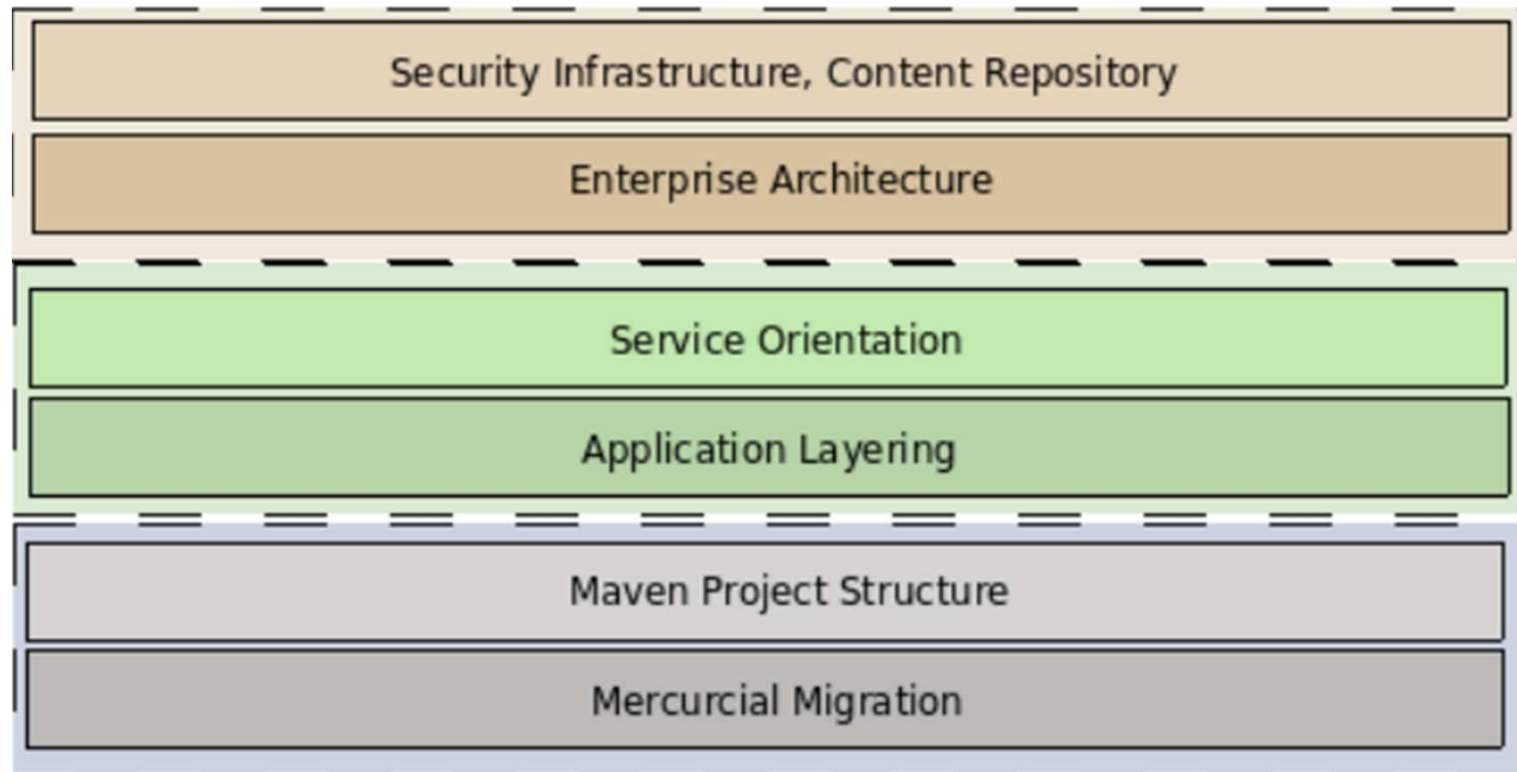 Security Infrastructure, Content Repository
Enterprise Architecture
Service Orientation
Application Layering
Maven Project Structure
Mercurcial Migration